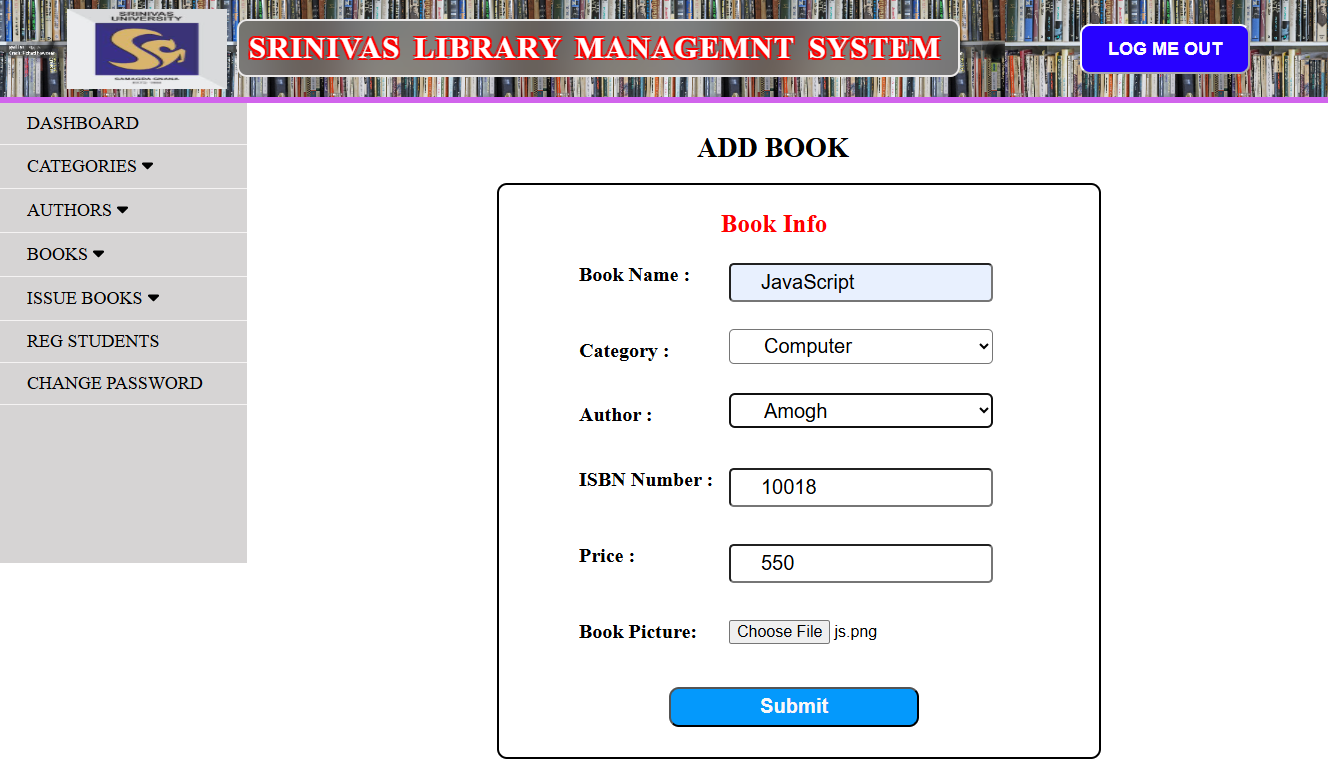 SRINIVAS
UNIVERSITY
SAMAGRA GNANA
SRINIVAS LIBRARY MANAGEMNT SYSTEM
LOG ME OUT
DASHBOARD
CATEGORIES
AUTHORS
BOOKS
ISSUE BOOKS
REG STUDENTS
CHANGE PASSWORD
ADD BOOK
Book Info
Book Name : JavaScript
Category : Computer
Author : Amogh
ISBN Number : 10018
Price : 550
Book Picture: Choose File js.png
Submit